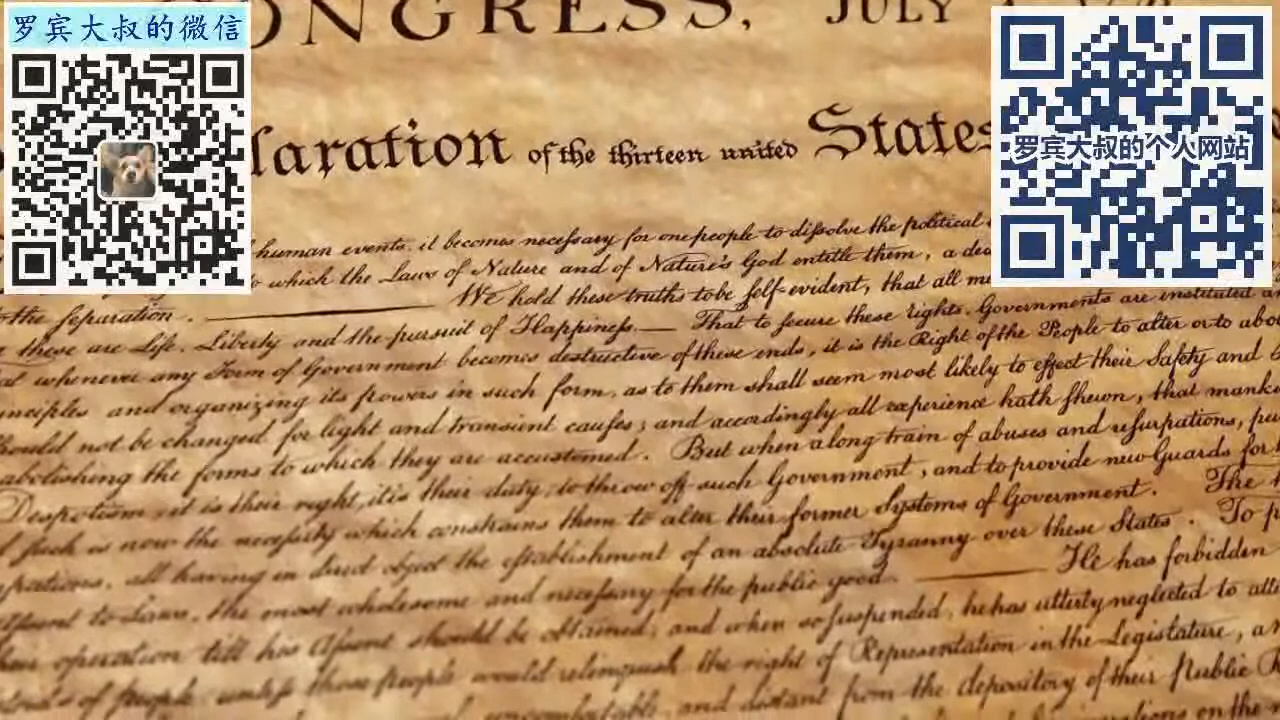 罗宾大叔的微信
罗宾大叔的个人网站
ONGRESS, JULY
laration of the thirteen united States
human events, it becomes necessary for one people to dissolve the political
which the Laws of Nature and of Nature's God entitle them, a
to the separation. We hold these truths to be self-evident, that all
these are Life, Liberty and the pursuit of Happiness. — That to secure these rights, Governments are instituted
whenever any Form of Government becomes destructive of these ends, it is the Right of the People to alter or to
and organizing its powers in such form, as to them shall seem most likely to effect their Safety and
should not be changed for light and transient causes; and accordingly all experience hath shewn, that
abolishing the forms to which they are accustomed. But when a long train of abuses and usurpations,
Despotism, it is their right, it is their duty, to throw off such Government, and to provide new Guards for
such is now the necessity which constrains them to alter their former Systems of Government. The
all having in direct object the establishment of an absolute Tyranny over these States. To
Assent to Laws, the most wholesome and necessary for the public good. He has forbidden
operation till his Assent should be obtained; and when so suspended, he has utterly neglected to
of people, unless those people would relinquish the right of Representation in the Legislature,
uncomfortable, and distant from the depository of their Public
on the